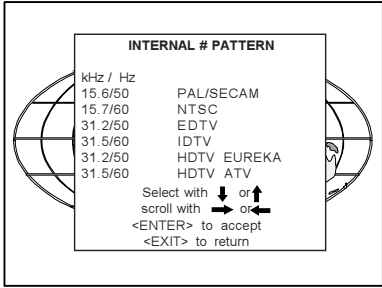 INTERNAL # PATTERN
kHz / Hz
15.6/50 PAL/SECAM
15.7/60 NTSC
31.2/50 EDTV
31.5/60 IDTV
31.2/50 HDTV EUREKA
31.5/60 HDTV ATV
Select with ⬇ or ⬆
scroll with ➡ or ⬅
<ENTER> to accept
<EXIT> to return